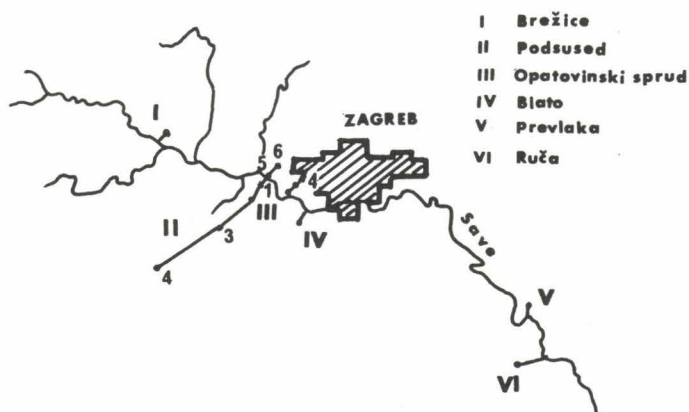 I Brežice
II Podsused
III Opatovinski sprud
IV Blato
V Prevlaka
VI Ruča
ZAGREB
I
6
5
1
4
III
II
3
IV
4
Save
V
VI